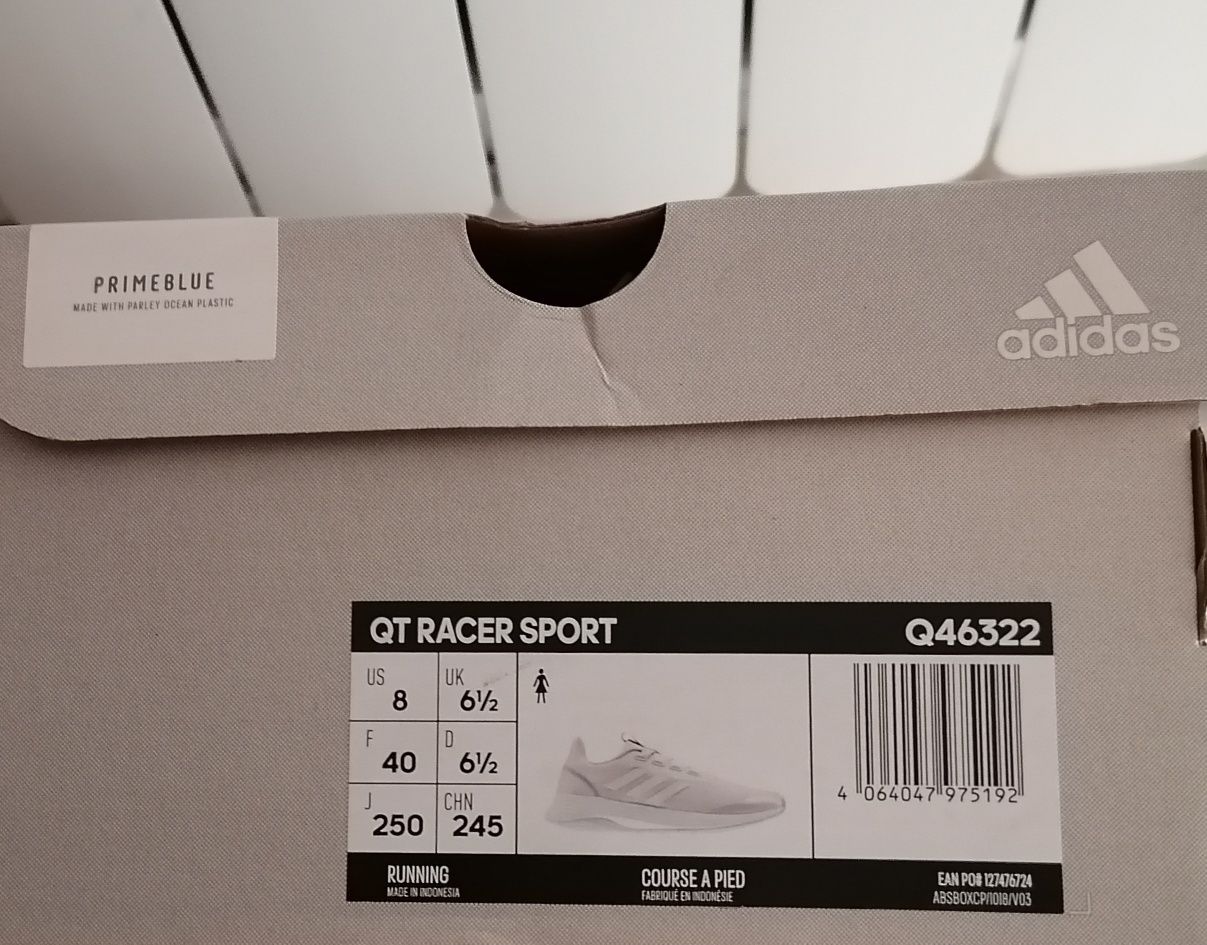 PRIMEBLUE
MADE WITH PARLEY OCEAN PLASTIC
adidas
QT RACER SPORT Q46322
US 8 UK 6½
F 40 D 6½
J 250 CHN 245
4 064047 975192
RUNNING
MADE IN INDONESIA
COURSE A PIED
FABRIQUÉ EN INDONÉSIE
EAN PO# 127476724
ABSBOXCP/1018/V03